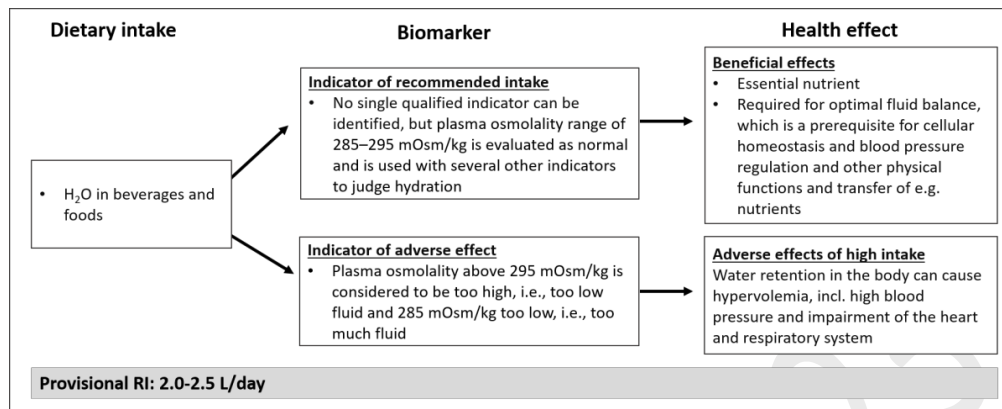 Dietary intake
Biomarker
Health effect
• H₂O in beverages and
foods
Indicator of recommended intake
• No single qualified indicator can be
identified, but plasma osmolality range of
285–295 mOsm/kg is evaluated as normal
and is used with several other indicators
to judge hydration
Indicator of adverse effect
• Plasma osmolality above 295 mOsm/kg is
considered to be too high, i.e., too low
fluid and 285 mOsm/kg too low, i.e., too
much fluid
Beneficial effects
• Essential nutrient
• Required for optimal fluid balance,
which is a prerequisite for cellular
homeostasis and blood pressure
regulation and other physical
functions and transfer of e.g.
nutrients
Adverse effects of high intake
Water retention in the body can cause
hypervolemia, incl. high blood
pressure and impairment of the heart
and respiratory system
Provisional RI: 2.0-2.5 L/day